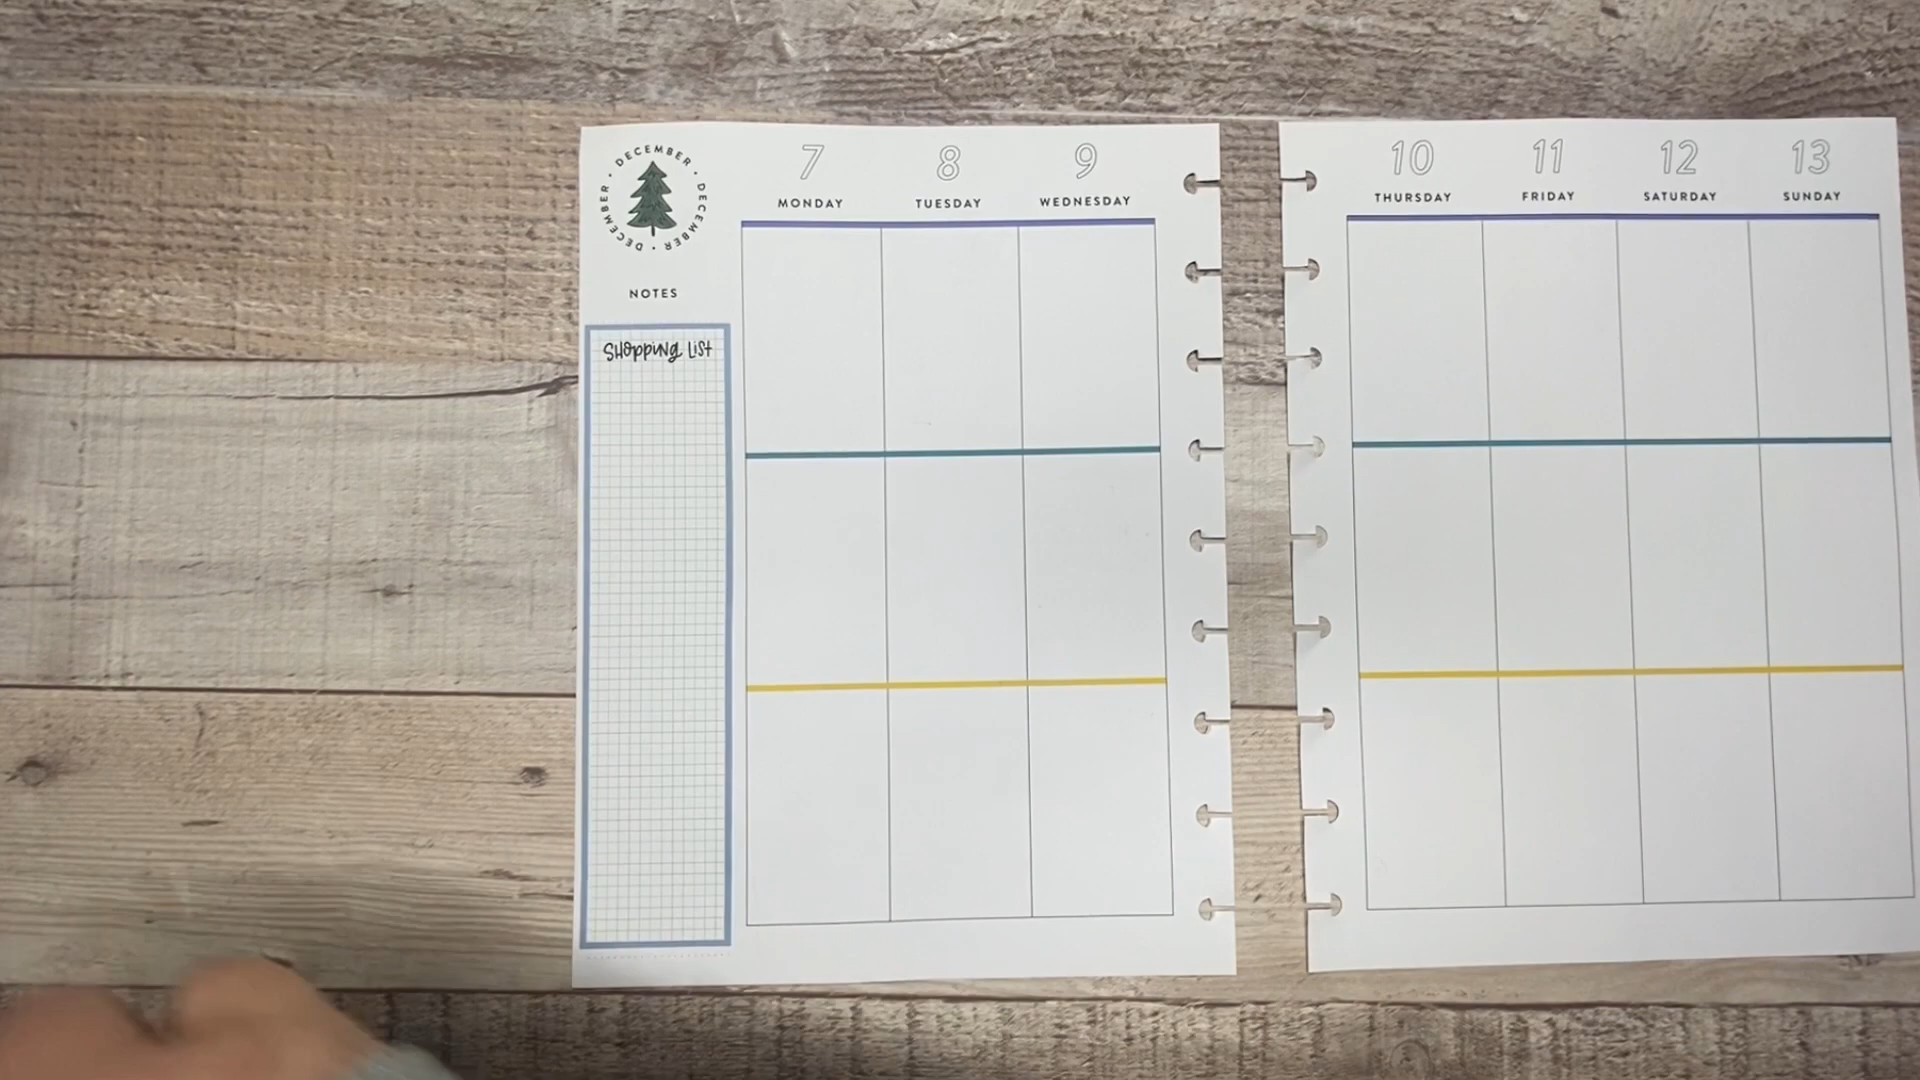 DECEMBER · DECEMBER · DECEMBER · DECEMBER ·
7 8 9 10 11 12 13
MONDAY TUESDAY WEDNESDAY THURSDAY FRIDAY SATURDAY SUNDAY
NOTES
SHopping List